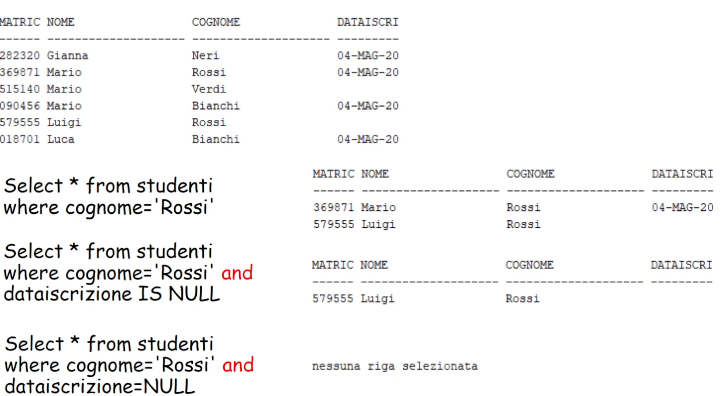 MATRIC NOME COGNOME DATAISCRI
------ -------------------- -------------------- ---------
282320 Gianna Neri 04-MAG-20
369871 Mario Rossi 04-MAG-20
515140 Mario Verdi
090456 Mario Bianchi 04-MAG-20
579555 Luigi Rossi
018701 Luca Bianchi 04-MAG-20
Select * from studenti
where cognome='Rossi'
MATRIC NOME COGNOME DATAISCRI
------ -------------------- -------------------- ---------
369871 Mario Rossi 04-MAG-20
579555 Luigi Rossi
Select * from studenti
where cognome='Rossi' and
dataiscrizione IS NULL
MATRIC NOME COGNOME DATAISCRI
------ -------------------- -------------------- ---------
579555 Luigi Rossi
Select * from studenti
where cognome='Rossi' and
dataiscrizione=NULL
nessuna riga selezionata